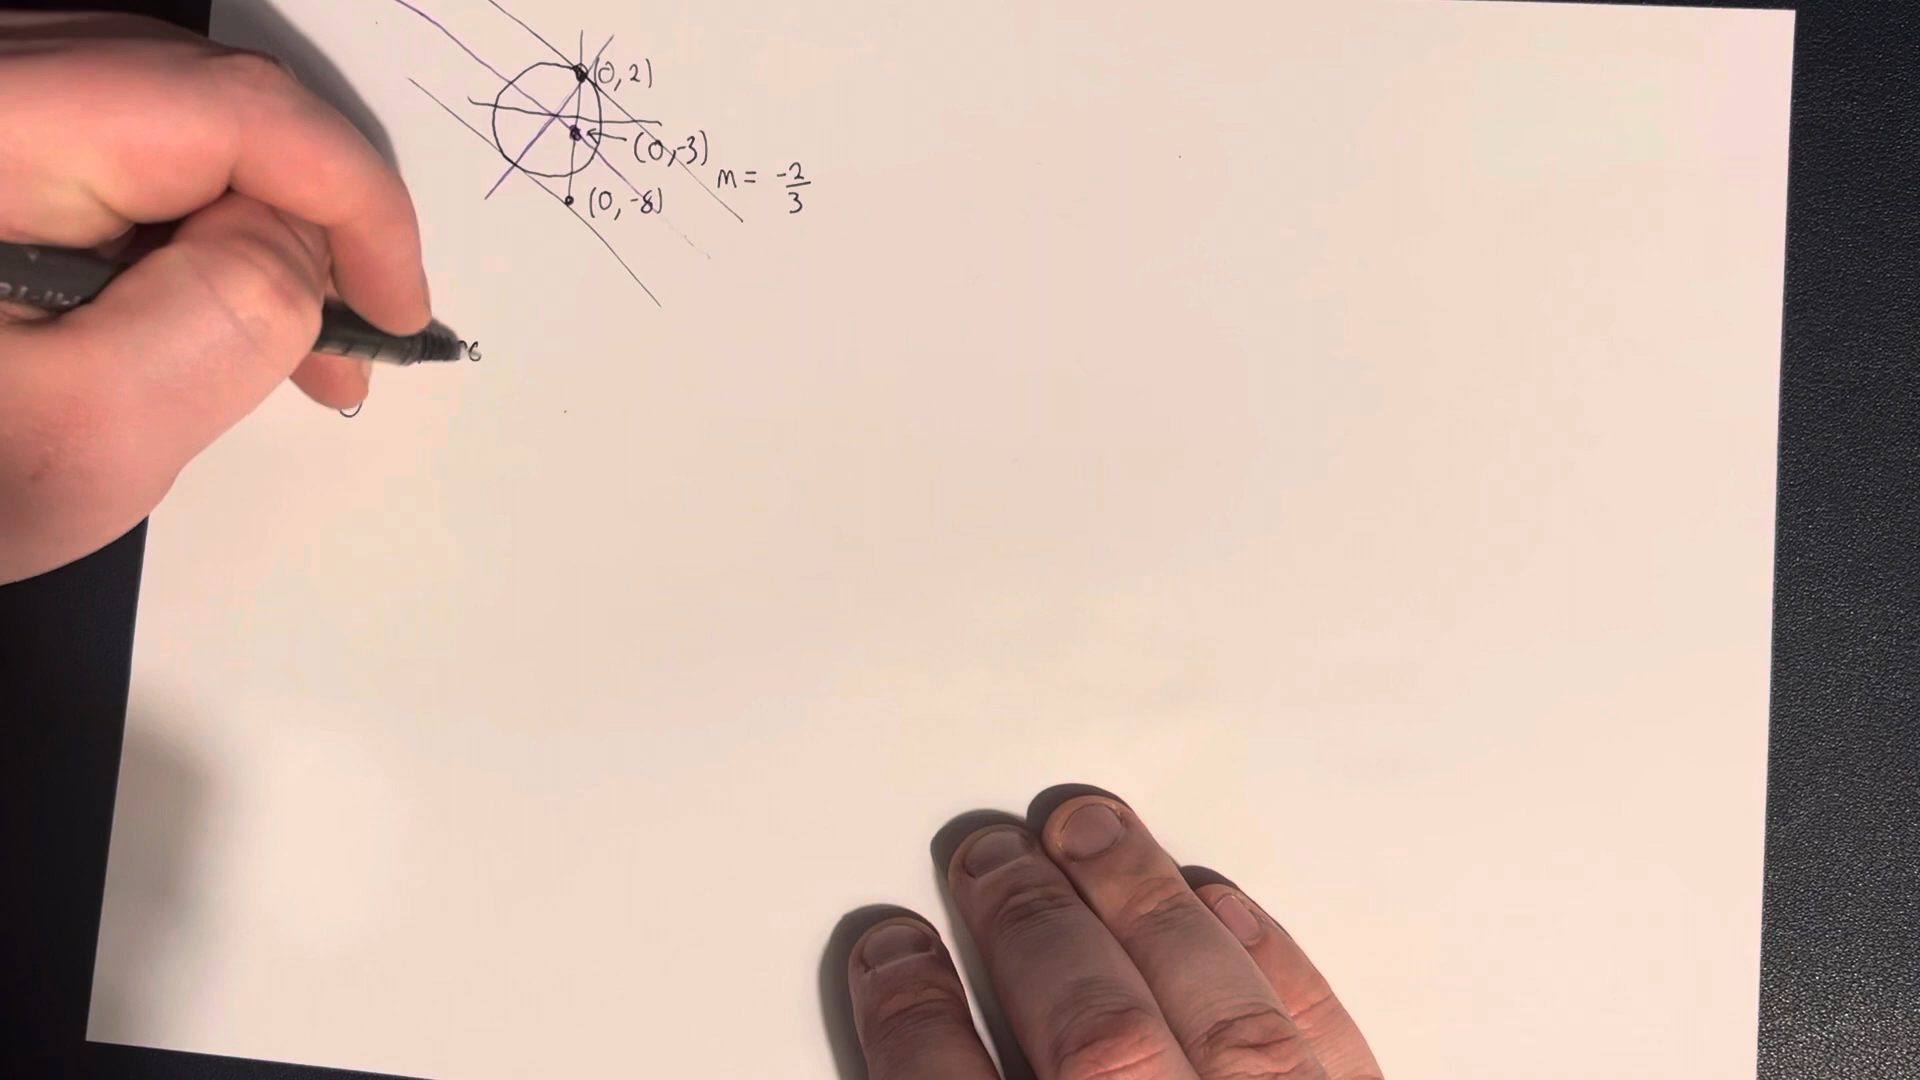 (0, 2)
(0, -3)
m = -2/3
(0, -8)